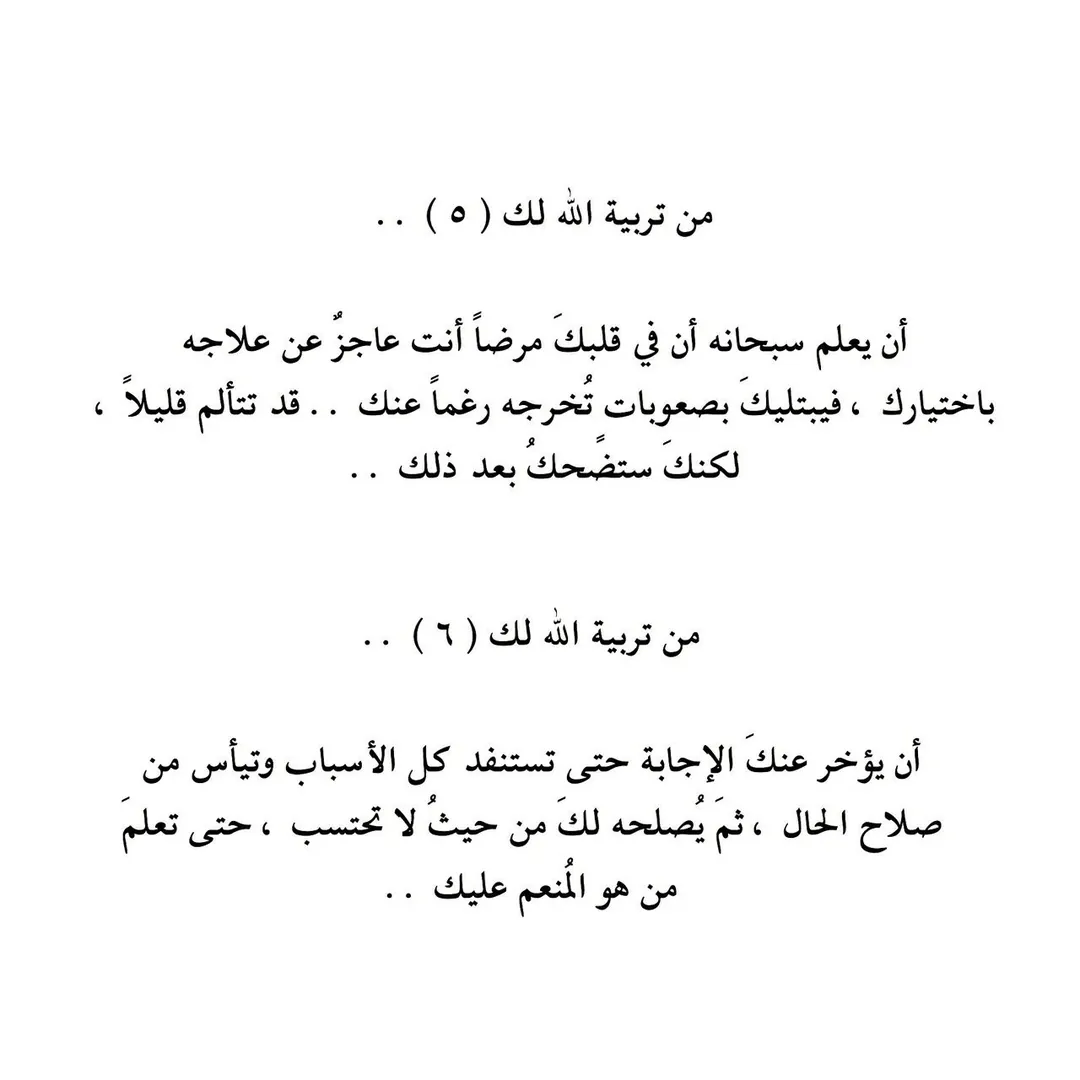 من تربية الله لك ( ٥ ) ..
أن يعلم سبحانه أن في قلبكَ مرضاً أنت عاجزٌ عن علاجه
باختيارك ، فيبتليكَ بصعوبات تُخرجه رغماً عنك .. قد تتألم قليلاً ،
لكنكَ ستضًحكُ بعد ذلك ..
من تربية الله لك ( ٦ ) ..
أن يؤخر عنكَ الإجابة حتى تستنفد كل الأسباب وتيأس من
صلاح الحال ، ثمَ يُصلحه لكَ من حيثُ لا تحتسب ، حتى تعلمَ
من هو المُنعم عليك ..